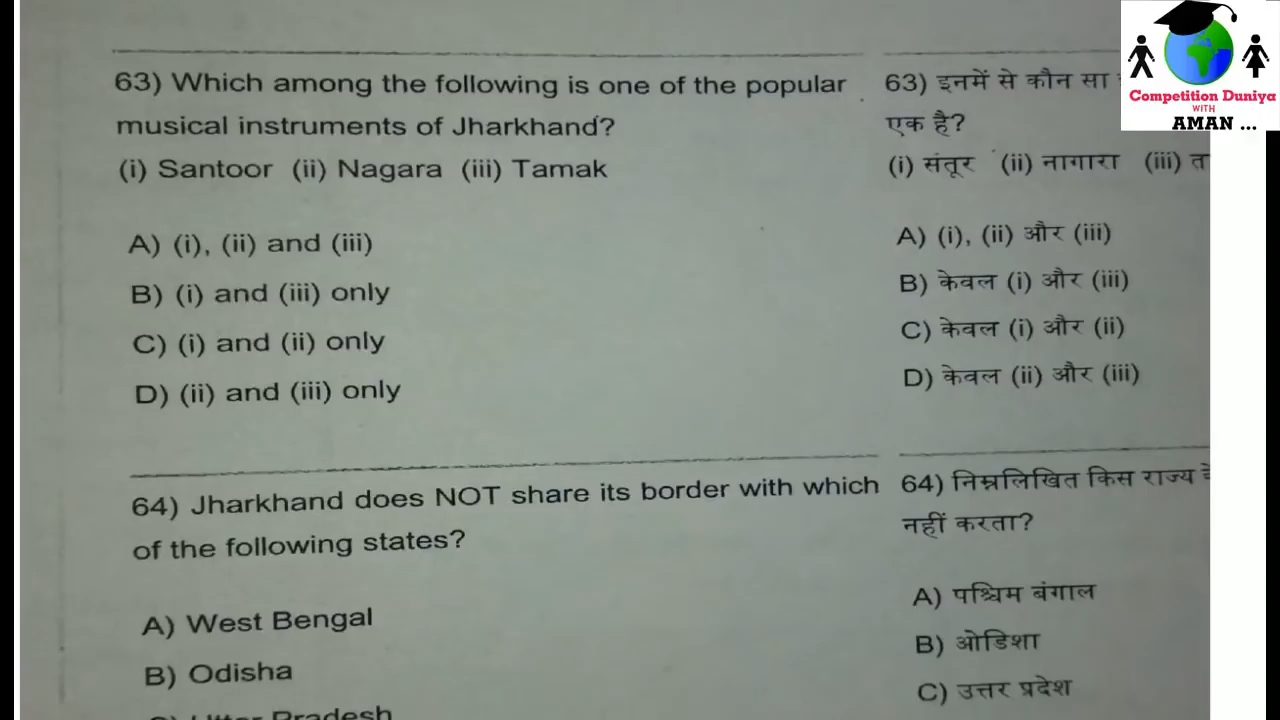 63) Which among the following is one of the popular
musical instruments of Jharkhand?
(i) Santoor (ii) Nagara (iii) Tamak
A) (i), (ii) and (iii)
B) (i) and (iii) only
C) (i) and (ii) only
D) (ii) and (iii) only
64) Jharkhand does NOT share its border with which
of the following states?
A) West Bengal
B) Odisha
C) Uttar Pradesh
63) इनमें से कौन सा
एक है?
(i) संतूर (ii) नागारा (iii) त
A) (i), (ii) और (iii)
B) केवल (i) और (iii)
C) केवल (i) और (ii)
D) केवल (ii) और (iii)
64) निम्नलिखित किस राज्य
नहीं करता?
A) पश्चिम बंगाल
B) ओडिशा
C) उत्तर प्रदेश
Competition Duniya
WITH
AMAN ...